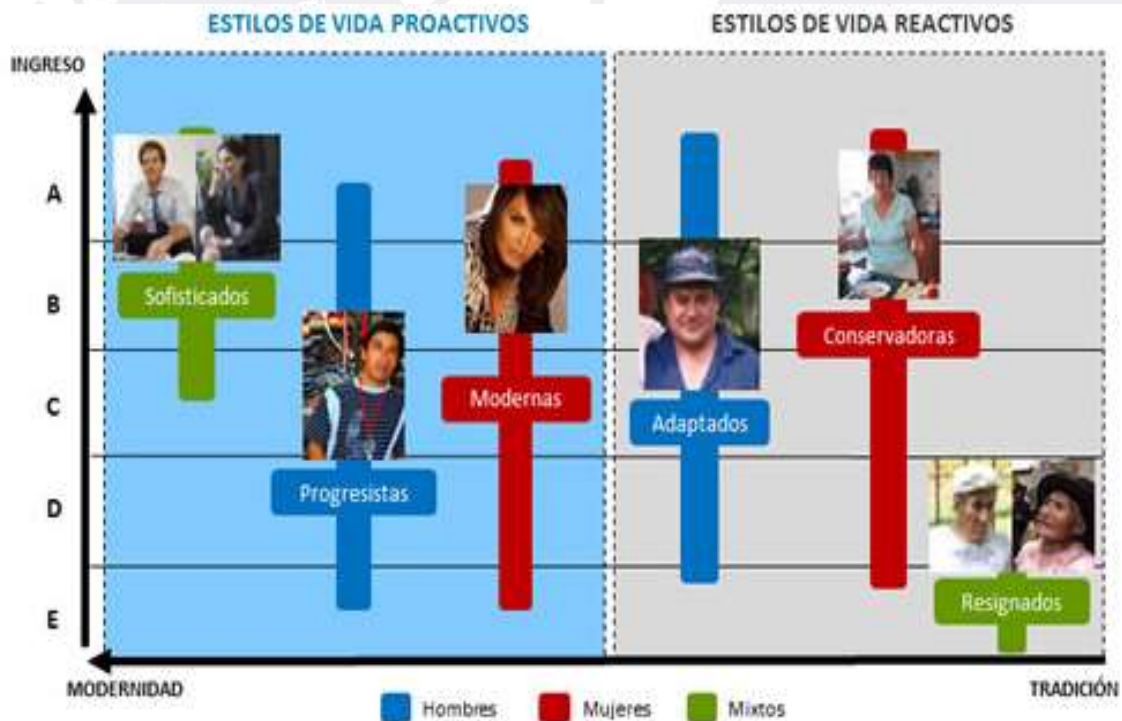 ESTILOS DE VIDA PROACTIVOS
ESTILOS DE VIDA REACTIVOS
INGRESO
A
B
C
D
E
Sofisticados
Progresistas
Modernas
Adaptados
Conservadoras
Resignados
MODERNIDAD
TRADICIÓN
Hombres
Mujeres
Mixtos